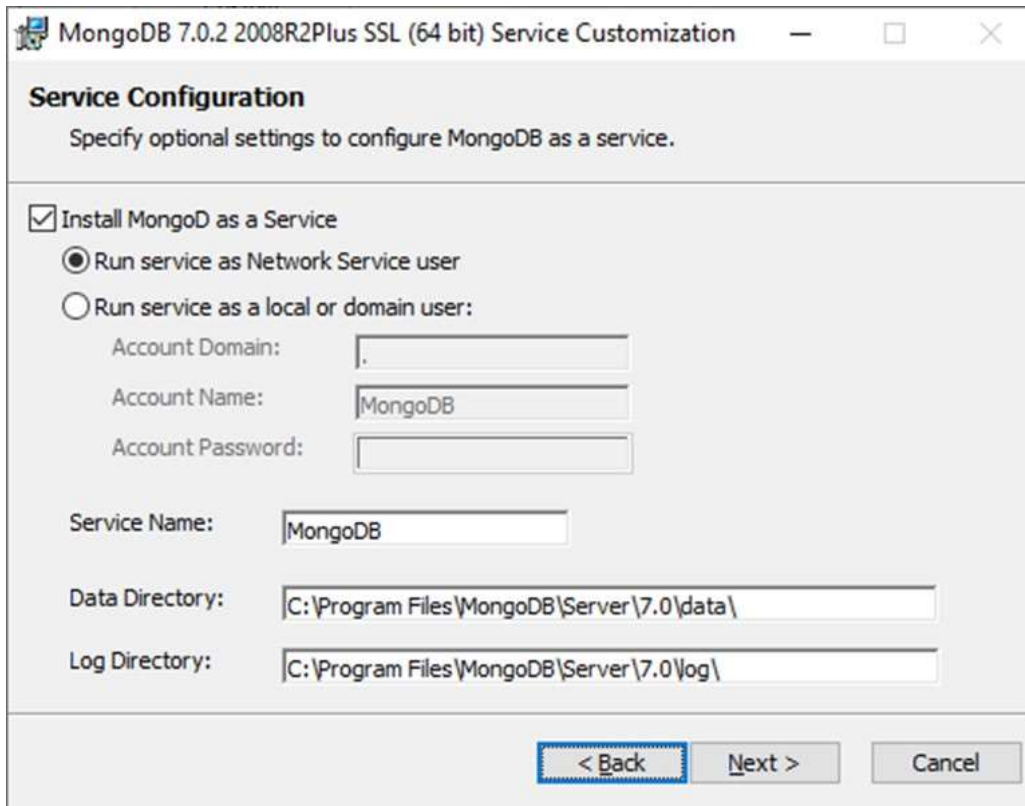 MongoDB 7.0.2 2008R2Plus SSL (64 bit) Service Customization
Service Configuration
Specify optional settings to configure MongoDB as a service.
Install MongoD as a Service
Run service as Network Service user
Run service as a local or domain user:
Account Domain: .
Account Name: MongoDB
Account Password:
Service Name: MongoDB
Data Directory: C:\Program Files\MongoDB\Server\7.0\data\
Log Directory: C:\Program Files\MongoDB\Server\7.0\log\
< Back Next > Cancel